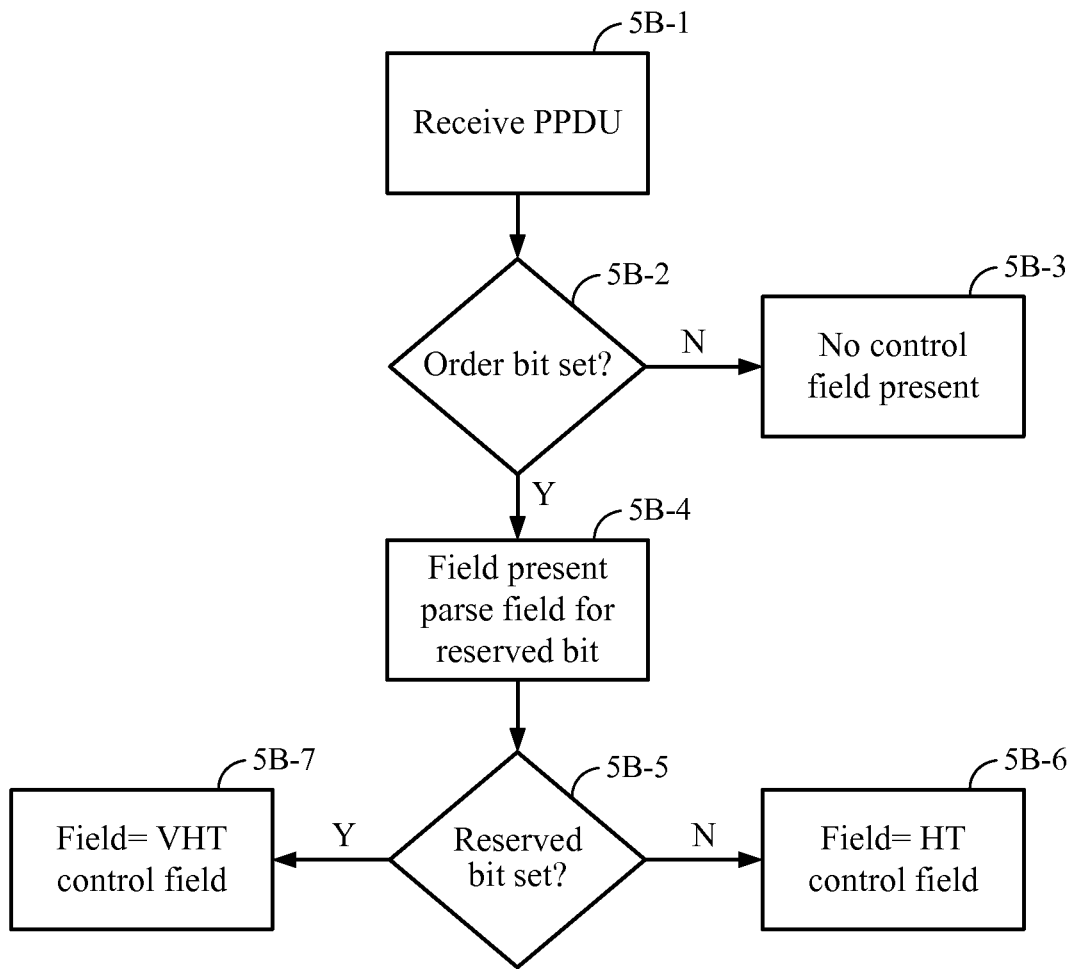 5B-1
Receive PPDU
5B-2
Order bit set?
N
5B-3
No control
field present
Y
5B-4
Field present
parse field for
reserved bit
5B-7
Field= VHT
control field
Y
5B-5
Reserved
bit set?
N
5B-6
Field= HT
control field